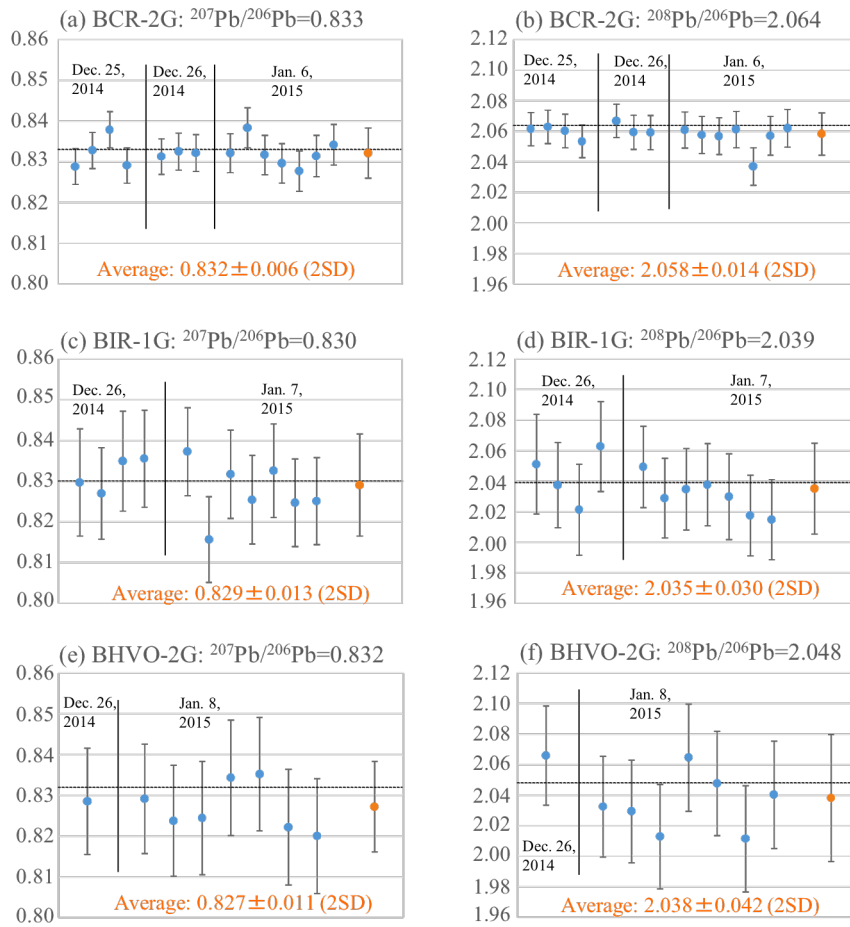 (a) BCR-2G: ²⁰⁷Pb/²⁰⁶Pb=0.833
0.86
0.85
0.84
0.83
0.82
0.81
0.80
Dec. 25,
2014
Dec. 26,
2014
Jan. 6,
2015
Average: 0.832±0.006 (2SD)
(b) BCR-2G: ²⁰⁸Pb/²⁰⁶Pb=2.064
2.12
2.10
2.08
2.06
2.04
2.02
2.00
1.98
1.96
Dec. 25,
2014
Dec. 26,
2014
Jan. 6,
2015
Average: 2.058±0.014 (2SD)
(c) BIR-1G: ²⁰⁷Pb/²⁰⁶Pb=0.830
0.86
0.85
0.84
0.83
0.82
0.81
0.80
Dec. 26,
2014
Jan. 7,
2015
Average: 0.829±0.013 (2SD)
(d) BIR-1G: ²⁰⁸Pb/²⁰⁶Pb=2.039
2.12
2.10
2.08
2.06
2.04
2.02
2.00
1.98
1.96
Dec. 26,
2014
Jan. 7,
2015
Average: 2.035±0.030 (2SD)
(e) BHVO-2G: ²⁰⁷Pb/²⁰⁶Pb=0.832
0.86
0.85
0.84
0.83
0.82
0.81
0.80
Dec. 26,
2014
Jan. 8,
2015
Average: 0.827±0.011 (2SD)
(f) BHVO-2G: ²⁰⁸Pb/²⁰⁶Pb=2.048
2.12
2.10
2.08
2.06
2.04
2.02
2.00
1.98
1.96
Jan. 8,
2015
Dec. 26,
2014
Average: 2.038±0.042 (2SD)